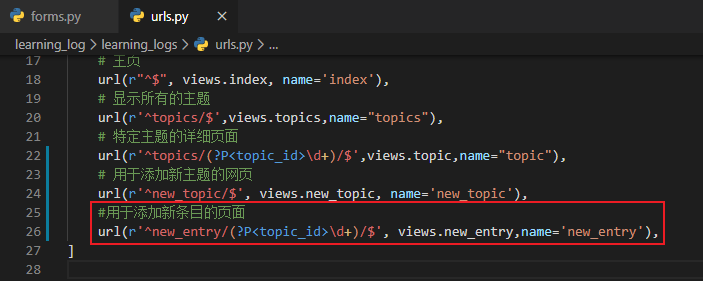 forms.py urls.py ×
learning_log > learning_logs > urls.py > ...
17 # 主页
18 url(r"^$", views.index, name='index'),
19 # 显示所有的主题
20 url(r'^topics/$',views.topics,name="topics"),
21 # 特定主题的详细页面
22 url(r'^topics/(?P<topic_id>\d+)/$',views.topic,name="topic"),
23 # 用于添加新主题的网页
24 url(r'^new_topic/$', views.new_topic, name='new_topic'),
25 #用于添加新条目的页面
26 url(r'^new_entry/(?P<topic_id>\d+)/$', views.new_entry,name='new_entry'),
27 ]
28